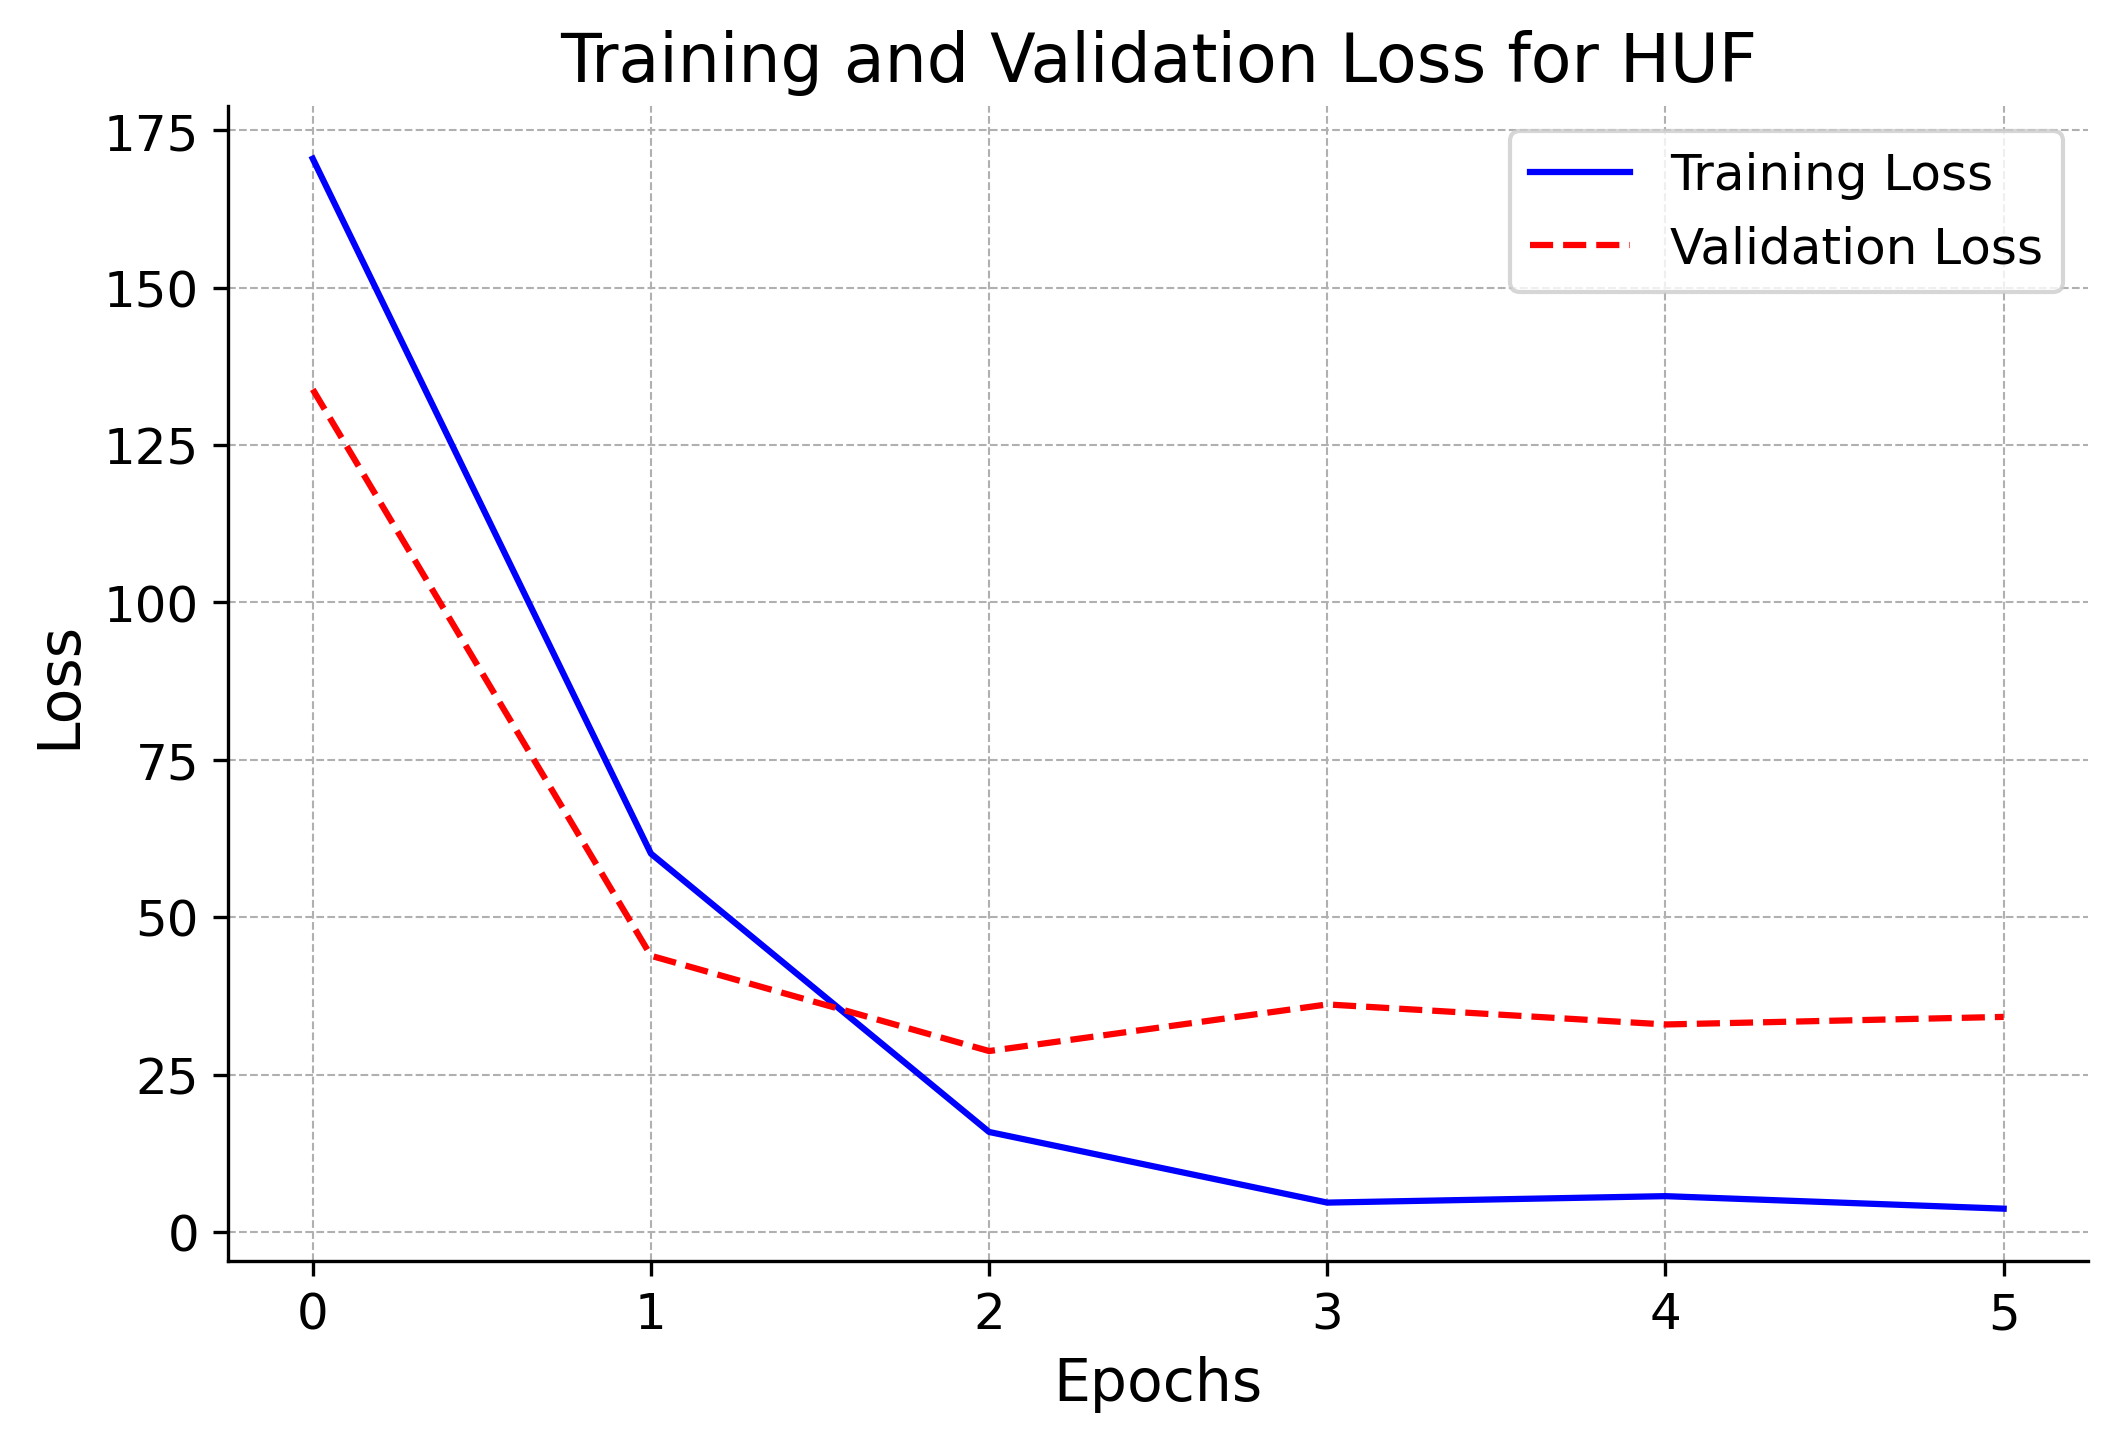 Training and Validation Loss for HUF
Training Loss
Validation Loss
Loss
175
150
125
100
75
50
25
0
0 1 2 3 4 5
Epochs